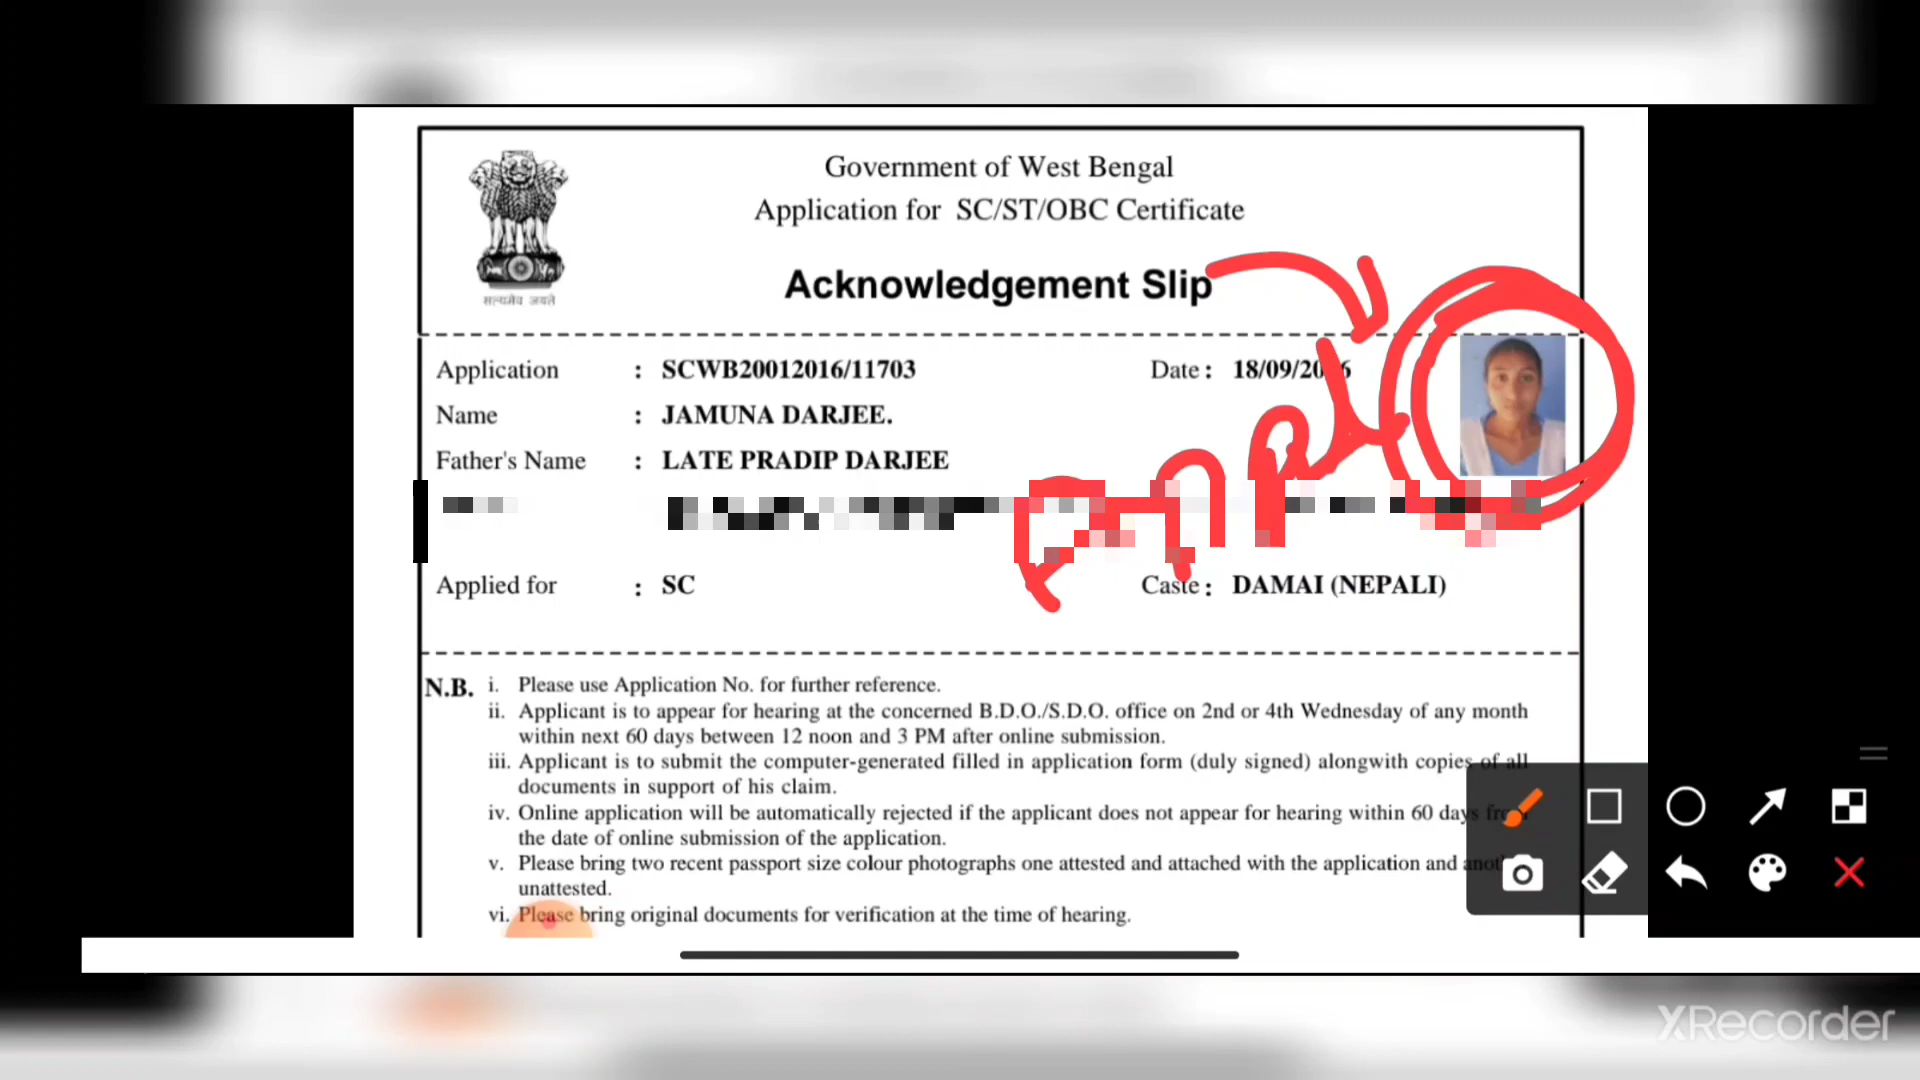 Government of West Bengal
Application for SC/ST/OBC Certificate
Acknowledgement Slip
सत्यमेव जयते
Application : SCWB20012016/11703 Date : 18/09/20 6
Name : JAMUNA DARJEE.
Father's Name : LATE PRADIP DARJEE
Applied for : SC Caste : DAMAI (NEPALI)
N.B. i. Please use Application No. for further reference.
ii. Applicant is to appear for hearing at the concerned B.D.O./S.D.O. office on 2nd or 4th Wednesday of any month
within next 60 days between 12 noon and 3 PM after online submission.
iii. Applicant is to submit the computer-generated filled in application form (duly signed) alongwith copies of all
documents in support of his claim.
iv. Online application will be automatically rejected if the applicant does not appear for hearing within 60 days
the date of online submission of the application.
v. Please bring two recent passport size colour photographs one attested and attached with the application and
unattested.
vi. Please bring original documents for verification at the time of hearing.
XRecorder